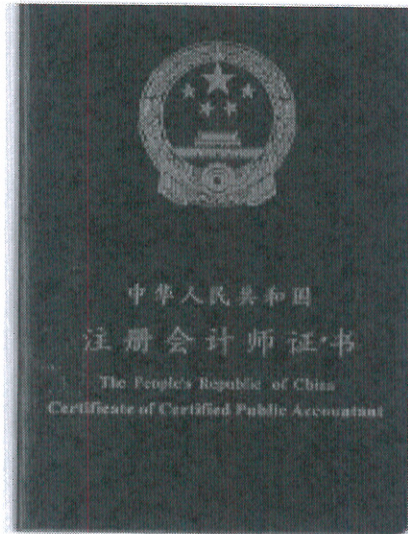 中华人民共和国
注册会计师证书
The People's Republic of China
Certificate of Certified Public Accountant